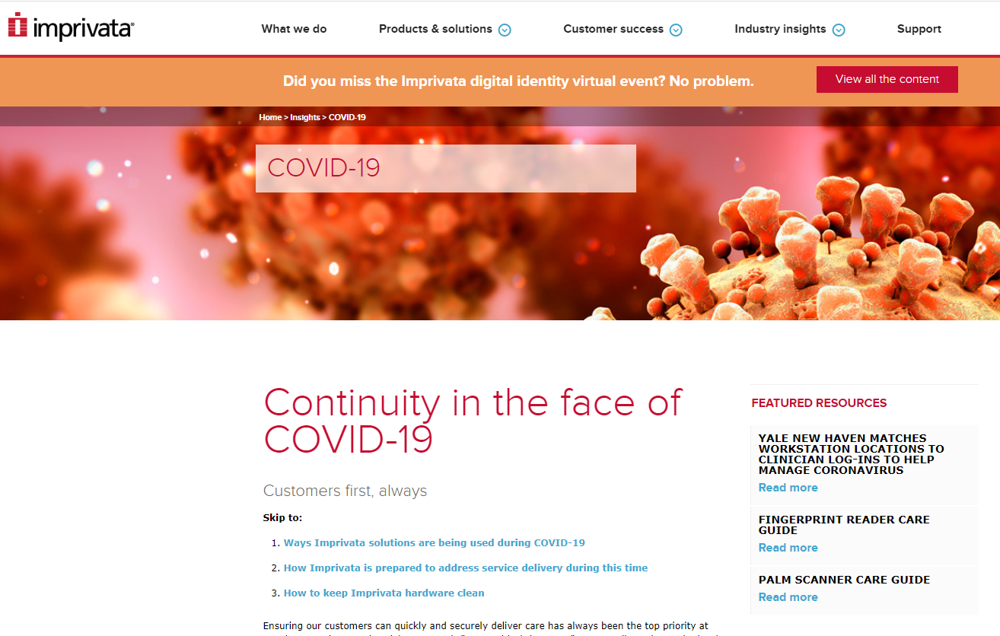 imprivata®
What we do
Products & solutions
Customer success
Industry insights
Support
Did you miss the Imprivata digital identity virtual event? No problem.
View all the content
Home > Insights > COVID-19
COVID-19
Continuity in the face of
COVID-19
Customers first, always
Skip to:
1. Ways Imprivata solutions are being used during COVID-19
2. How Imprivata is prepared to address service delivery during this time
3. How to keep Imprivata hardware clean
Ensuring our customers can quickly and securely deliver care has always been the top priority at
FEATURED RESOURCES
YALE NEW HAVEN MATCHES
WORKSTATION LOCATIONS TO
CLINICIAN LOG-INS TO HELP
MANAGE CORONAVIRUS
Read more
FINGERPRINT READER CARE
GUIDE
Read more
PALM SCANNER CARE GUIDE
Read more